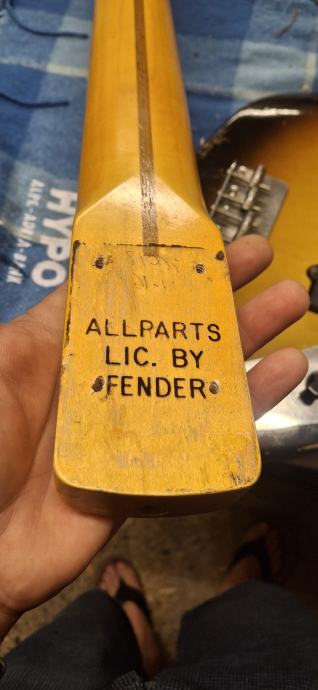 ALLPARTS
LIC. BY
FENDER
HYPO